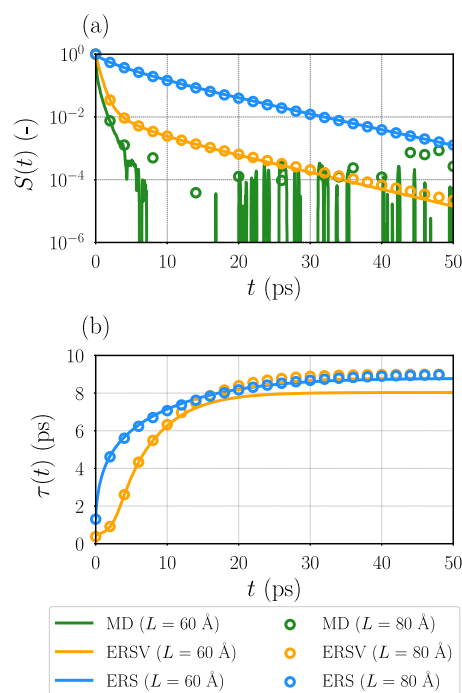 (a)
10^0
10^-2
10^-4
10^-6
S(t) (-)
0 10 20 30 40 50
t (ps)
(b)
10
8
6
4
2
0
τ(t) (ps)
0 10 20 30 40 50
t (ps)
MD (L = 60 Å) MD (L = 80 Å)
ERSV (L = 60 Å) ERSV (L = 80 Å)
ERS (L = 60 Å) ERS (L = 80 Å)